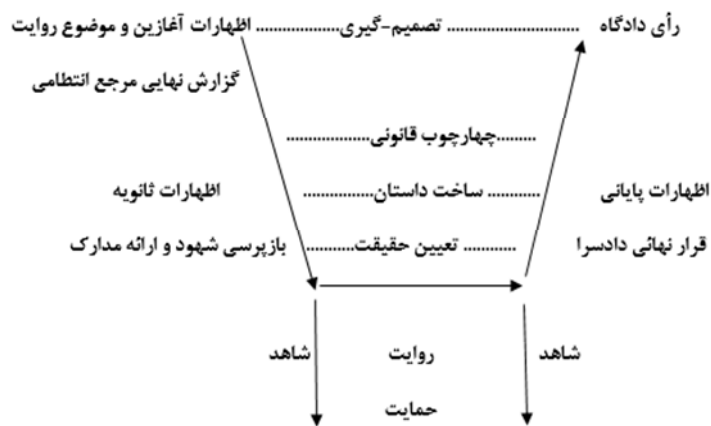 رأی دادگاه ............................... تصمیم-گیری .................... اظهارات آغازین و موضوع روایت
گزارش نهایی مرجع انتظامی
.........چهارچوب قانونی....................
اظهارات پایانی ............ ساخت داستان................. اظهارات ثانویه
قرار نهائی دادسرا ............ تعیین حقیقت............ بازپرسی شهود و ارائه مدارک
شاهد روایت شاهد
حمایت